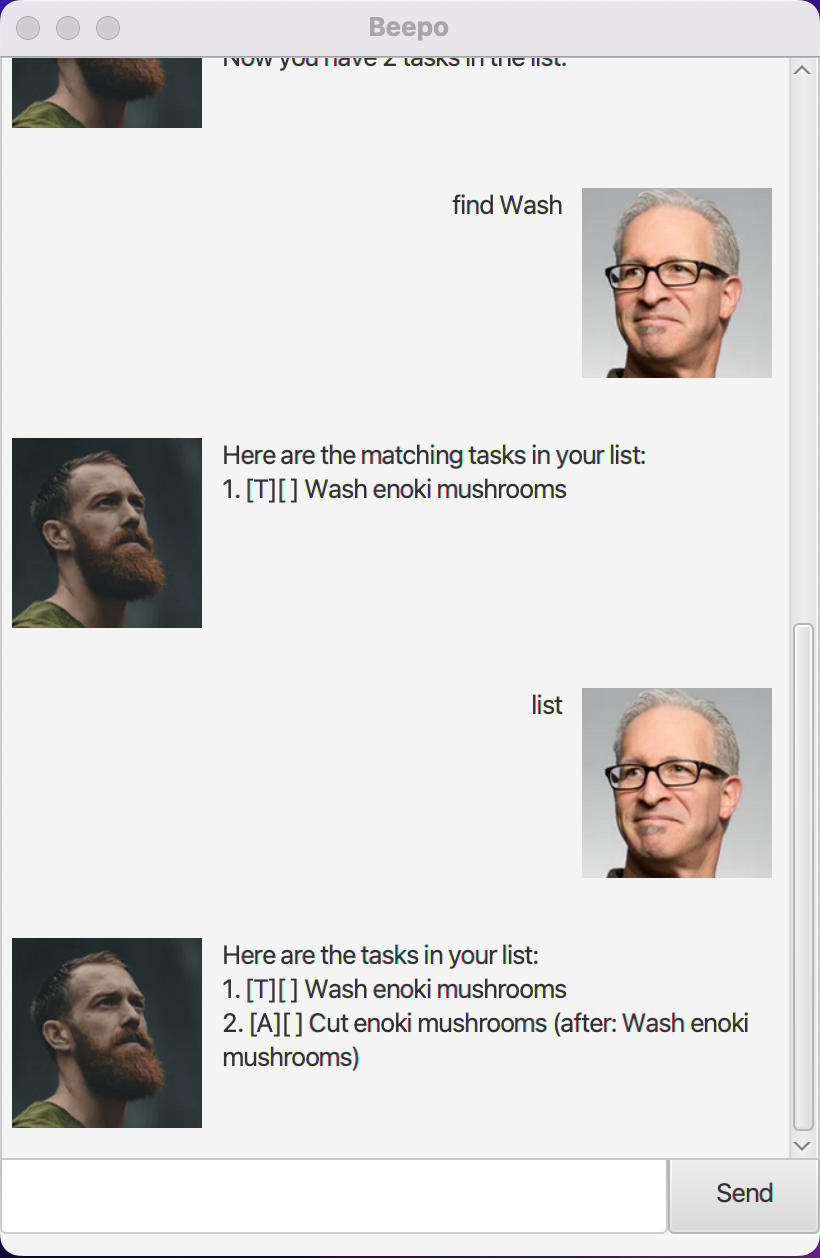 Beepo
Now you have 2 tasks in the list.
find Wash
Here are the matching tasks in your list:
1. [T][ ] Wash enoki mushrooms
list
Here are the tasks in your list:
1. [T][ ] Wash enoki mushrooms
2. [A][ ] Cut enoki mushrooms (after: Wash enoki
mushrooms)
Send